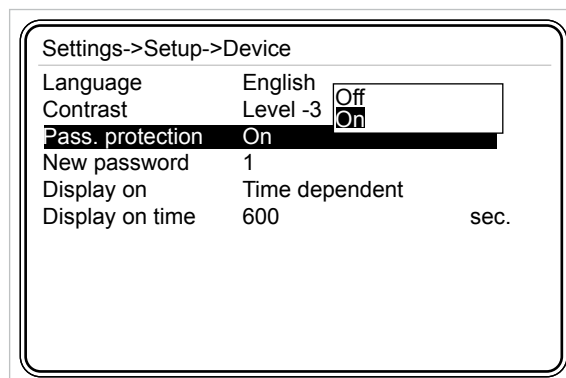 Settings->Setup->Device
Language English
Contrast Level -3
Off
On
Pass. protection On
New password 1
Display on Time dependent
Display on time 600 sec.